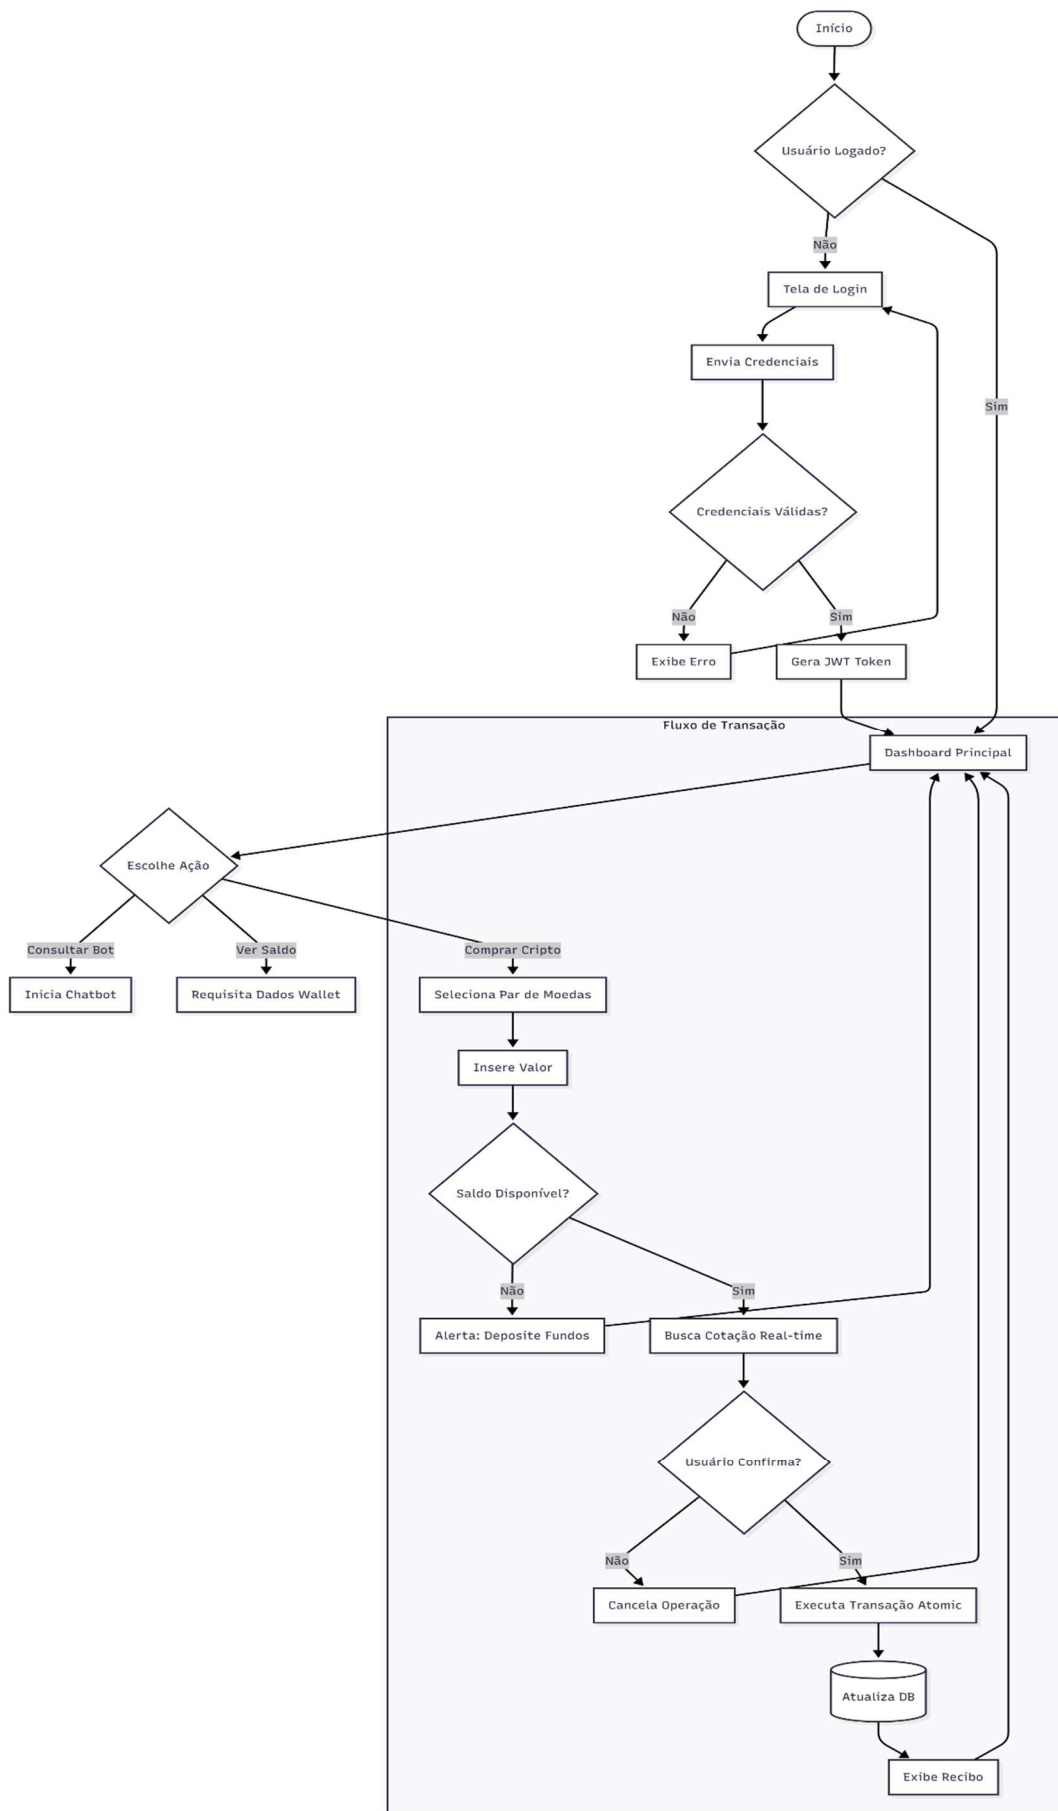 Início
Usuário Logado?
Não
Tela de Login
Envia Credenciais
Sim
Credenciais Válidas?
Não
Sim
Exibe Erro
Gera JWT Token
Fluxo de Transação
Dashboard Principal
Escolhe Ação
Consultar Bot
Ver Saldo
Comprar Cripto
Inicia Chatbot
Requisita Dados Wallet
Seleciona Par de Moedas
Insere Valor
Saldo Disponível?
Não
Sim
Alerta: Deposite Fundos
Busca Cotação Real-time
Usuário Confirma?
Não
Sim
Cancela Operação
Executa Transação Atomic
Atualiza DB
Exibe Recibo